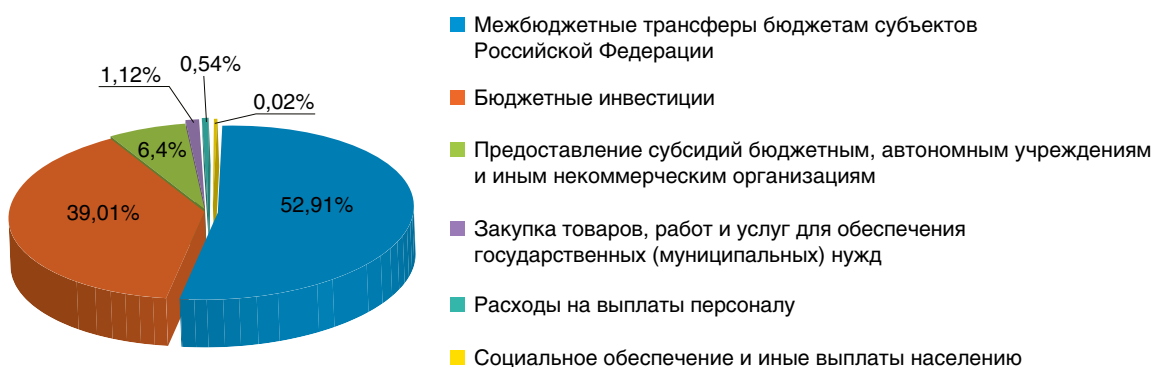 Межбюджетные трансферы бюджетам субъектов
Российской Федерации
Бюджетные инвестиции
Предоставление субсидий бюджетным, автономным учреждениям
и иным некоммерческим организациям
Закупка товаров, работ и услуг для обеспечения
государственных (муниципальных) нужд
Расходы на выплаты персоналу
Социальное обеспечение и иные выплаты населению
0,54%
1,12%
0,02%
6,4%
39,01%
52,91%